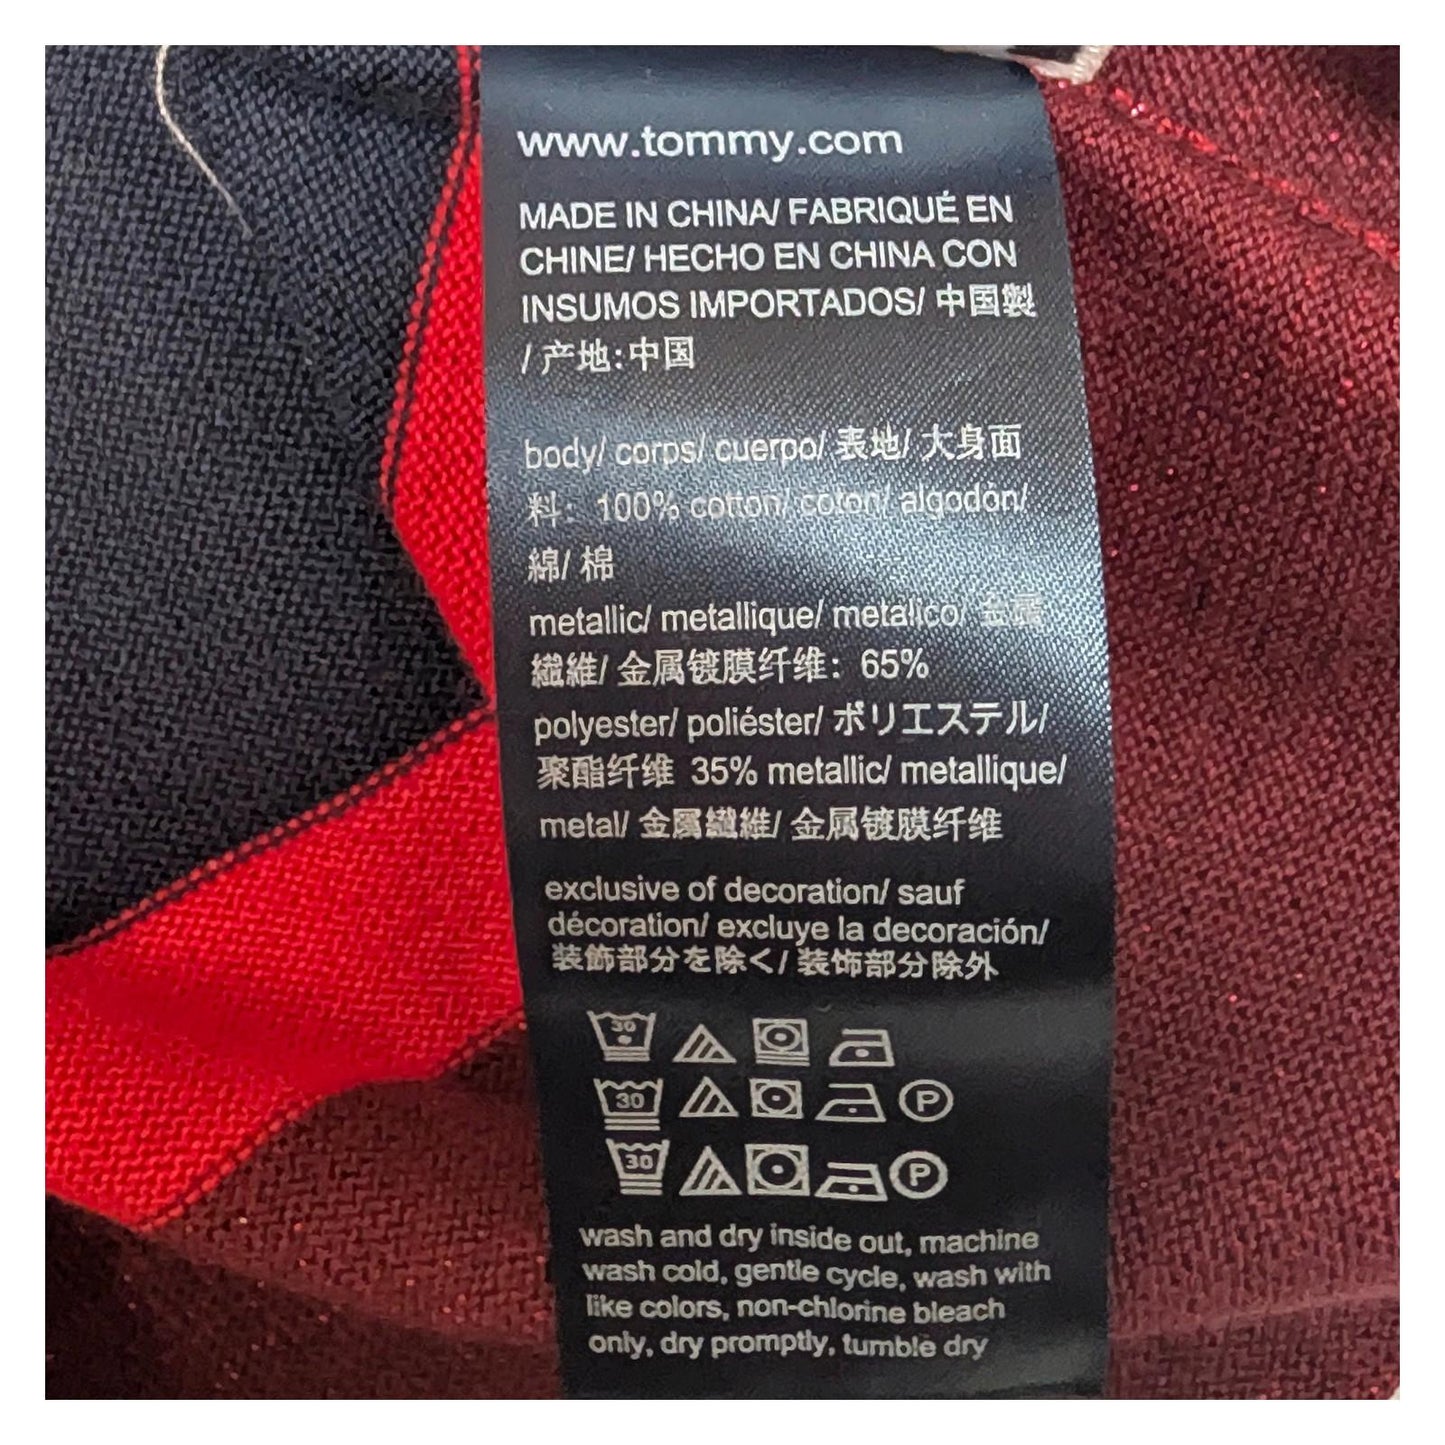 www.tommy.com
MADE IN CHINA/ FABRIQUÉ EN
CHINE/ HECHO EN CHINA CON
INSUMOS IMPORTADOS/ 中国製
/ 产地:中国
body/ corps/ cuerpo/ 表地/ 大身面
料: 100% cotton/ coton/ algodón/
綿/ 棉
metallic/ metallique/ metálico/ 金属
繊維/ 金属镀膜纤维: 65%
polyester/ poliéster/ ポリエステル/
聚酯纤维 35% metallic/ metallique/
metal/ 金属繊維/ 金属镀膜纤维
exclusive of decoration/ sauf
décoration/ excluye la decoración/
装飾部分を除く/ 装饰部分除外
30
30 P
30 P
wash and dry inside out, machine
wash cold, gentle cycle, wash with
like colors, non-chlorine bleach
only, dry promptly, tumble dry